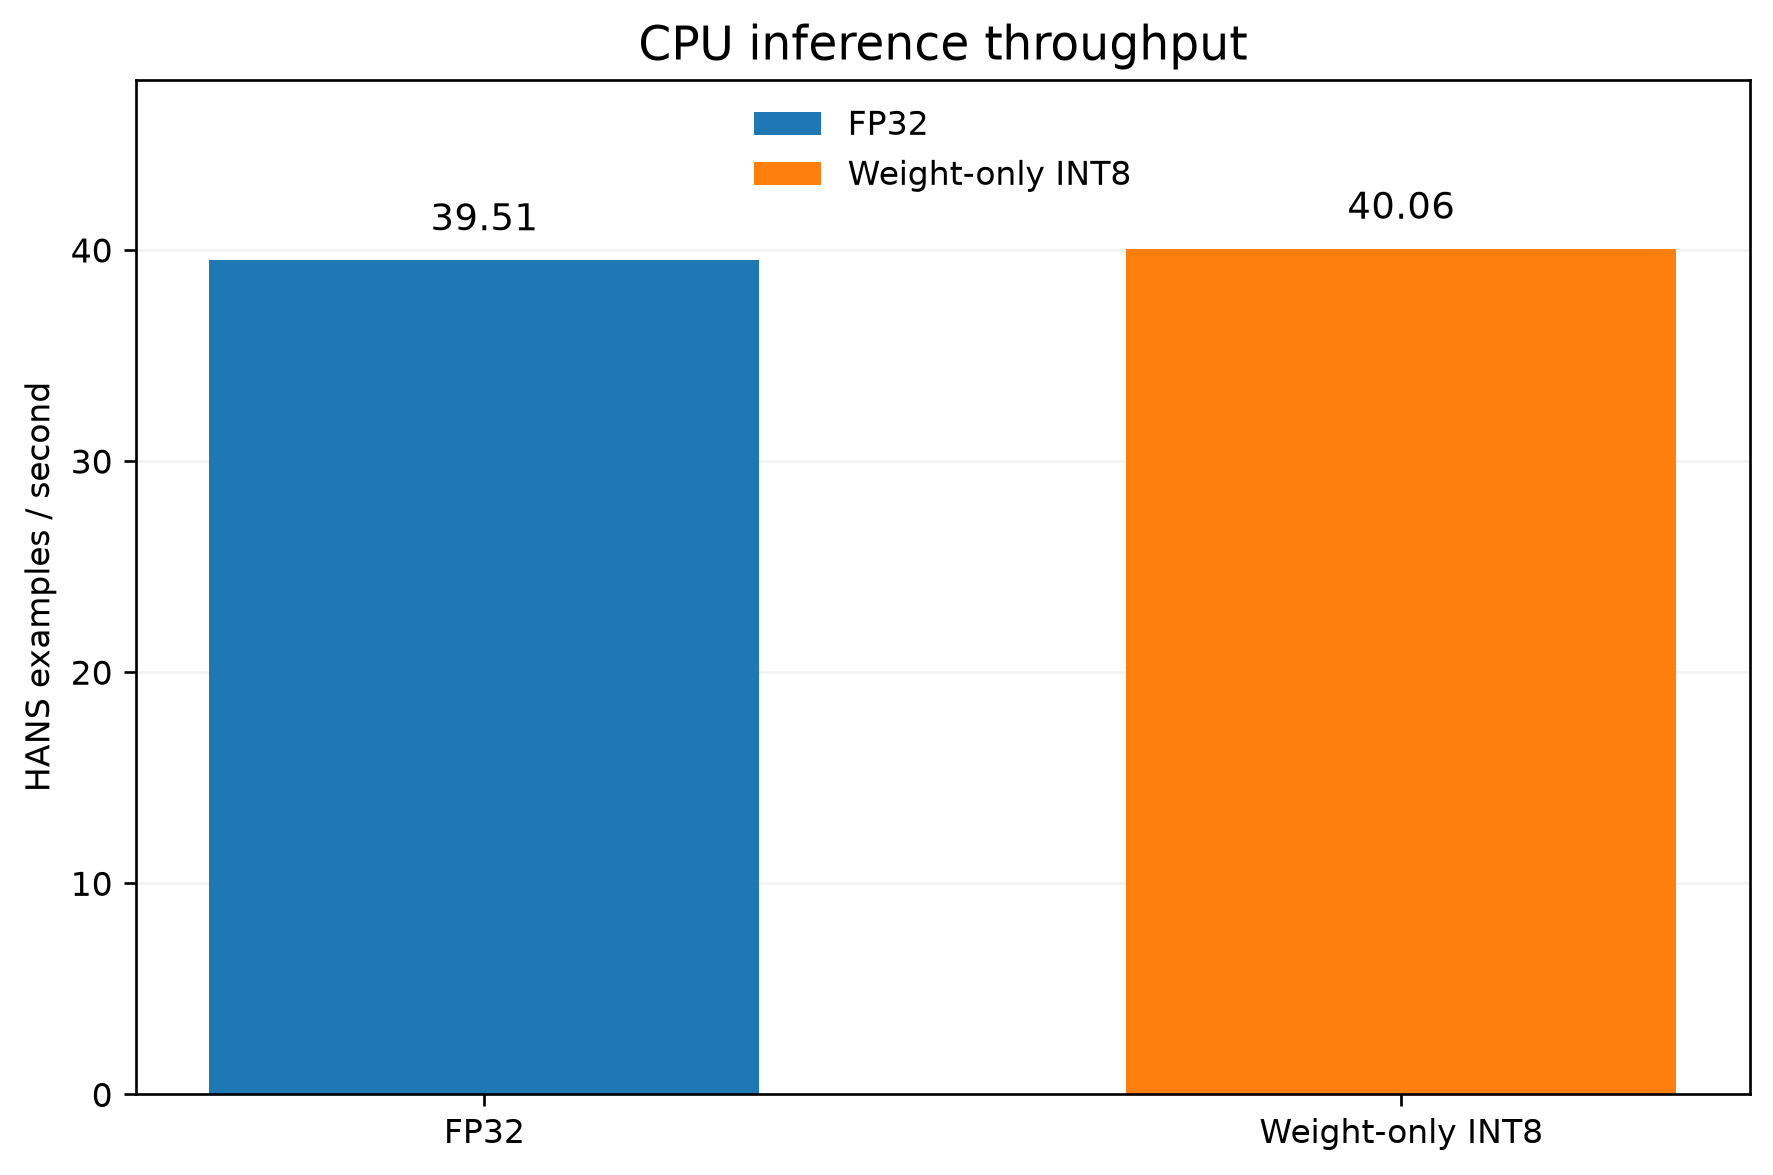 CPU inference throughput
FP32
Weight-only INT8
39.51
40.06
HANS examples / second
40
30
20
10
0
FP32
Weight-only INT8